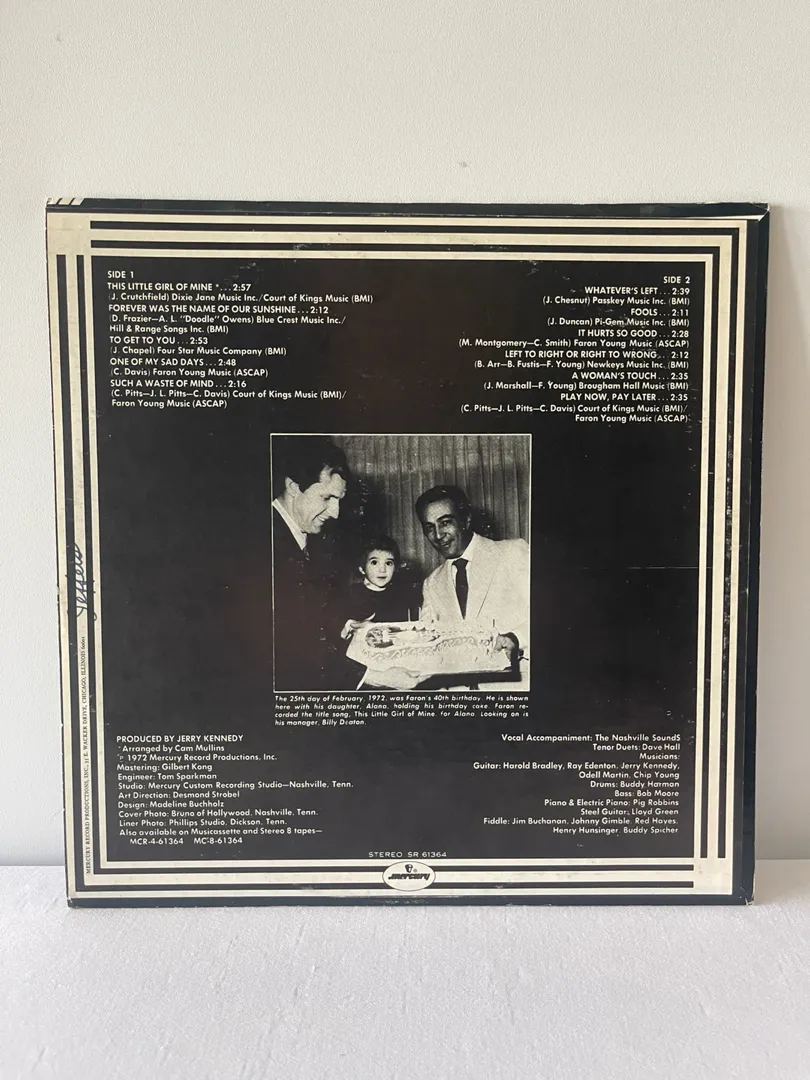 SIDE 1
THIS LITTLE GIRL OF MINE *...2:57
(J. Crutchfield) Dixie Jane Music Inc./Court of Kings Music (BMI)
FOREVER WAS THE NAME OF OUR SUNSHINE...2:12
(D. Frazier—A. L. "Doodle" Owens) Blue Crest Music Inc./
Hill & Range Songs Inc. (BMI)
TO GET TO YOU...2:53
(J. Chapel) Four Star Music Company (BMI)
ONE OF MY SAD DAYS...2:48
(C. Davis) Faron Young Music (ASCAP)
SUCH A WASTE OF MIND...2:16
(C. Pitts—J. L. Pitts—C. Davis) Court of Kings Music (BMI)/
Faron Young Music (ASCAP)
SIDE 2
WHATEVER'S LEFT...2:39
(J. Chesnut) Passkey Music Inc. (BMI)
FOOLS...2:11
(J. Duncan) Pi-Gem Music Inc. (BMI)
IT HURTS SO GOOD...2:28
(M. Montgomery—C. Smith) Faron Young Music (ASCAP)
LEFT TO RIGHT OR RIGHT TO WRONG...2:12
(B. Arr—B. Fustis—F. Young) Newkeys Music Inc. (BMI)
A WOMAN'S TOUCH...2:35
(J. Marshall—F. Young) Brougham Hall Music (BMI)
PLAY NOW, PAY LATER...2:35
(C. Pitts—J. L. Pitts—C. Davis) Court of Kings Music (BMI)/
Faron Young Music (ASCAP)
The 25th day of February, 1972, was Faron's 40th birthday. He is shown
here with his daughter, Alana, holding his birthday cake. Faron re-
corded the title song, This Little Girl of Mine, for Alana. Looking on is
his manager, Billy Deaton.
PRODUCED BY JERRY KENNEDY
*Arranged by Cam Mullins
℗ 1972 Mercury Record Productions, Inc.
Mastering: Gilbert Kong
Engineer: Tom Sparkman
Studio: Mercury Custom Recording Studio—Nashville, Tenn.
Art Direction: Desmond Strobel
Design: Madeline Buchholz
Cover Photo: Bruno of Hollywood, Nashville, Tenn.
Liner Photo: Phillips Studio, Dickson, Tenn.
Also available on Musicassette and Stereo 8 tapes—
MCR-4-61364 MC-8-61364
Vocal Accompaniment: The Nashville SoundS
Tenor Duets: Dave Hall
Musicians:
Guitar: Harold Bradley, Ray Edenton, Jerry Kennedy,
Odell Martin, Chip Young
Drums: Buddy Harman
Bass: Bob Moore
Piano & Electric Piano: Pig Robbins
Steel Guitar: Lloyd Green
Fiddle: Jim Buchanan, Johnny Gimble, Red Hayes,
Henry Hunsinger, Buddy Spicher
STEREO SR 61364
mercury
MERCURY RECORD PRODUCTIONS, INC., 35 E. WACKER DRIVE, CHICAGO, ILLINOIS 60601